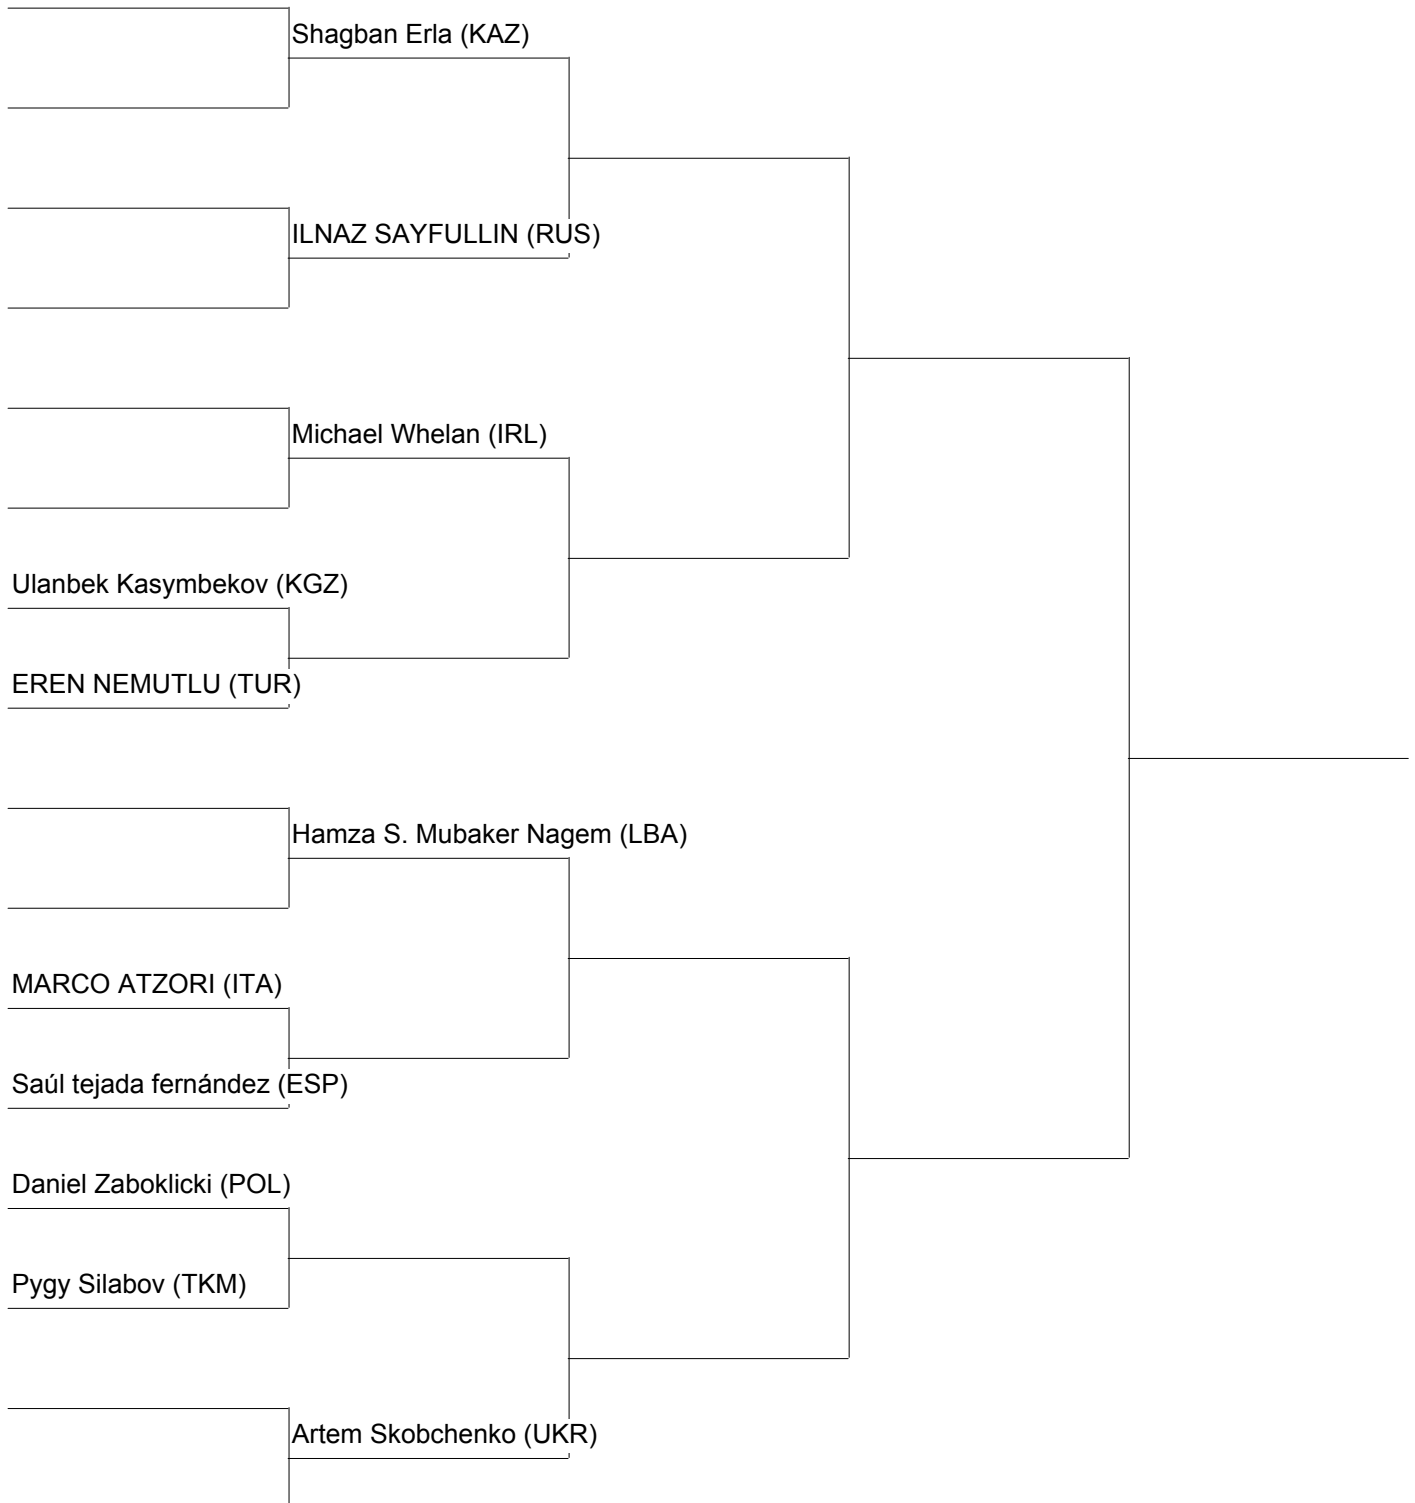 Shagban Erla (KAZ)
ILNAZ SAYFULLIN (RUS)
Michael Whelan (IRL)
Ulanbek Kasymbekov (KGZ)
EREN NEMUTLU (TUR)
Hamza S. Mubaker Nagem (LBA)
MARCO ATZORI (ITA)
Saúl tejada fernández (ESP)
Daniel Zaboklicki (POL)
Pygy Silabov (TKM)
Artem Skobchenko (UKR)